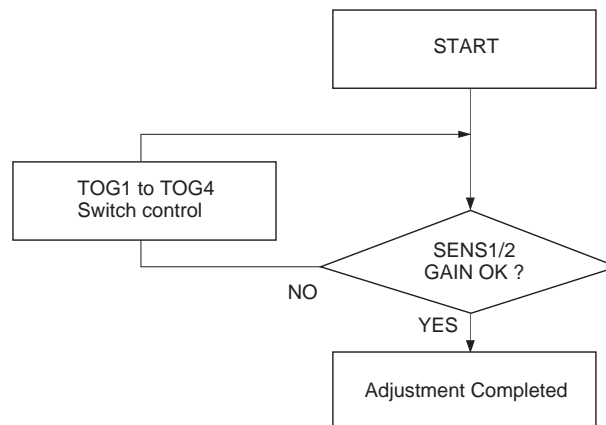 START
TOG1 to TOG4
Switch control
SENS1/2
GAIN OK ?
NO
YES
Adjustment Completed